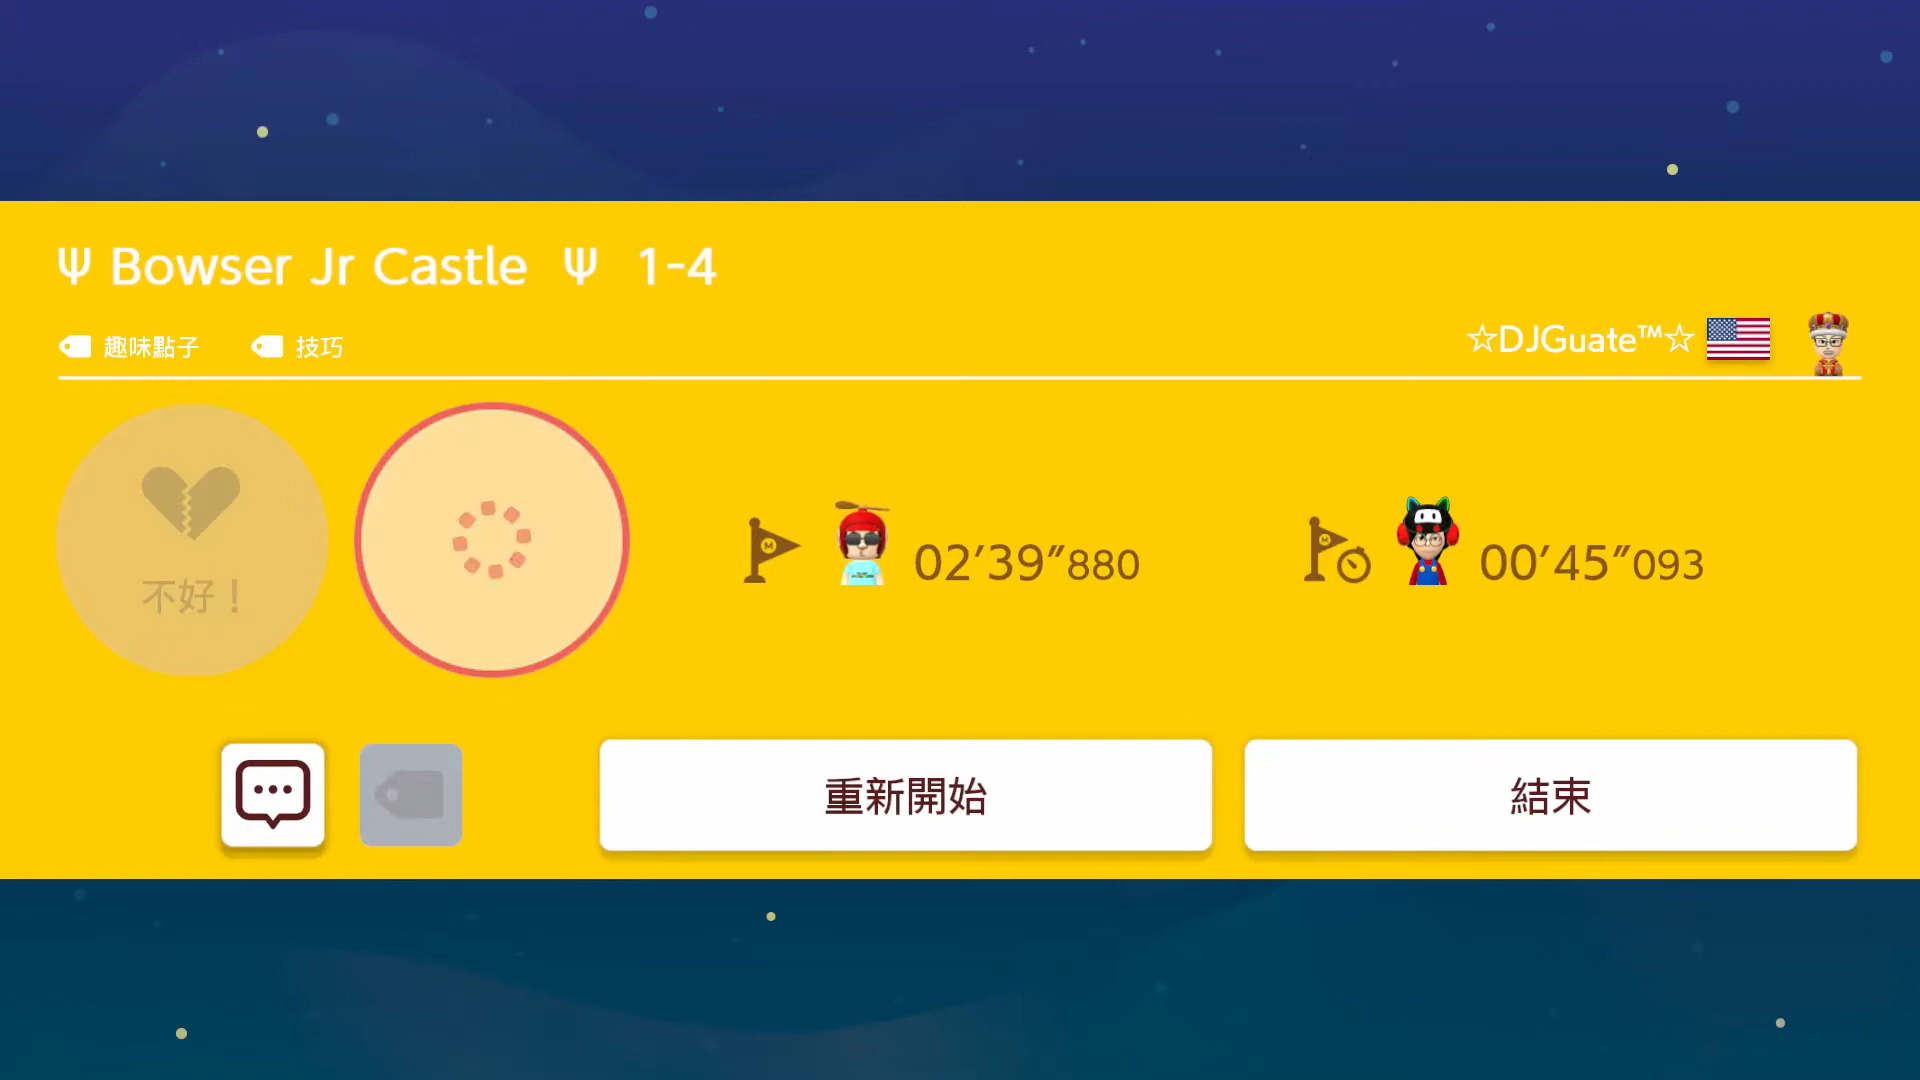 Ψ Bowser Jr Castle Ψ 1-4
趣味點子 技巧
☆DJGuate™☆
不好！
02′39″880
00′45″093
重新開始
結束